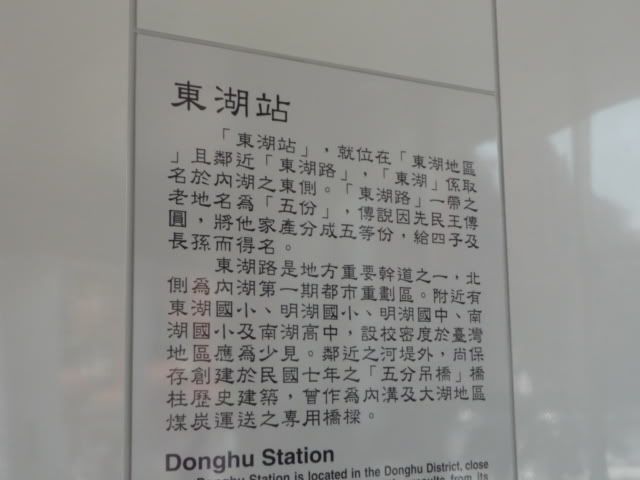 東湖站
「東湖站」，就位在「東湖地區
」且鄰近「東湖路」，「東湖」係取
名於內湖之東側。「東湖路」一帶之
老地名為「五份」，傳說因先民王傳
圓，將他家產分成五等份，給四子及
長孫而得名。
東湖路是地方重要幹道之一，北
側為內湖第一期都市重劃區。附近有
東湖國小、明湖國小、明湖國中、南
湖國小及南湖高中，設校密度於臺灣
地區應為少見。鄰近之河堤外，尚保
存創建於民國七年之「五分吊橋」橋
柱歷史建築，曾作為內溝及大湖地區
煤炭運送之專用橋樑。
Donghu Station
Donghu Station is located in the Donghu District, close
results from its